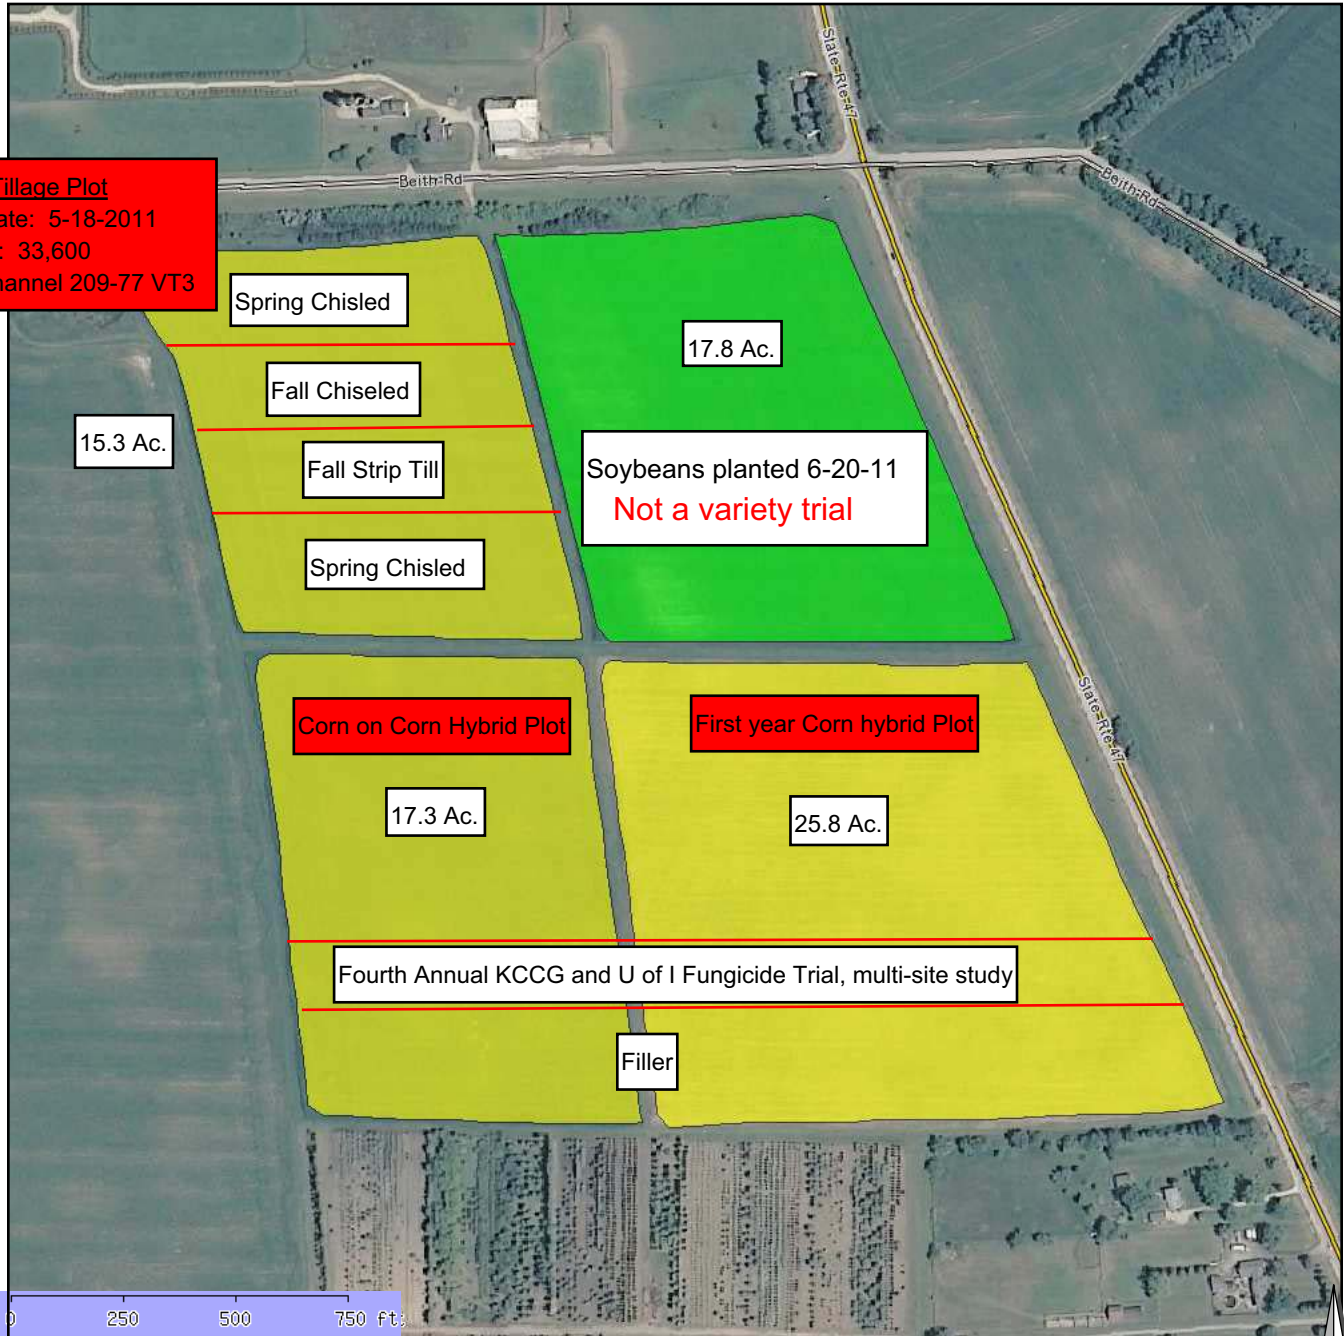 State Rte 47
Beith Rd
Beith Rd
Tillage Plot
ate: 5-18-2011
: 33,600
hannel 209-77 VT3
Spring Chisled
17.8 Ac.
Fall Chiseled
15.3 Ac.
Fall Strip Till
Soybeans planted 6-20-11
Not a variety trial
Spring Chisled
State Rte 47
Corn on Corn Hybrid Plot
First year Corn hybrid Plot
17.3 Ac.
25.8 Ac.
Fourth Annual KCCG and U of I Fungicide Trial, multi-site study
Filler
0 250 500 750 ft